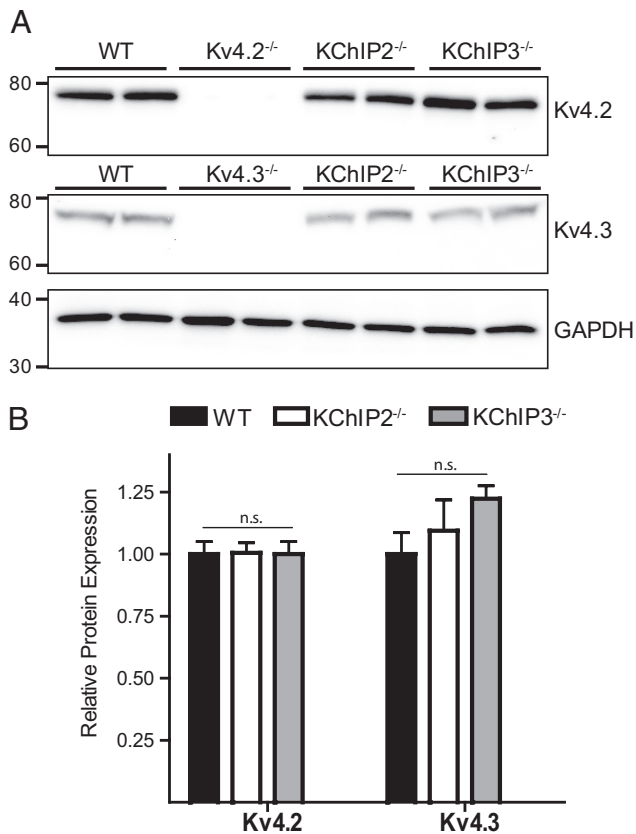 A
WT Kv4.2-/- KChIP2-/- KChIP3-/-
80
Kv4.2
60
WT Kv4.3-/- KChIP2-/- KChIP3-/-
80
Kv4.3
60
40
GAPDH
30
B
WT KChIP2-/- KChIP3-/-
n.s.
1.25
n.s.
1.00
0.75
0.50
0.25
Relative Protein Expression
Kv4.2 Kv4.3